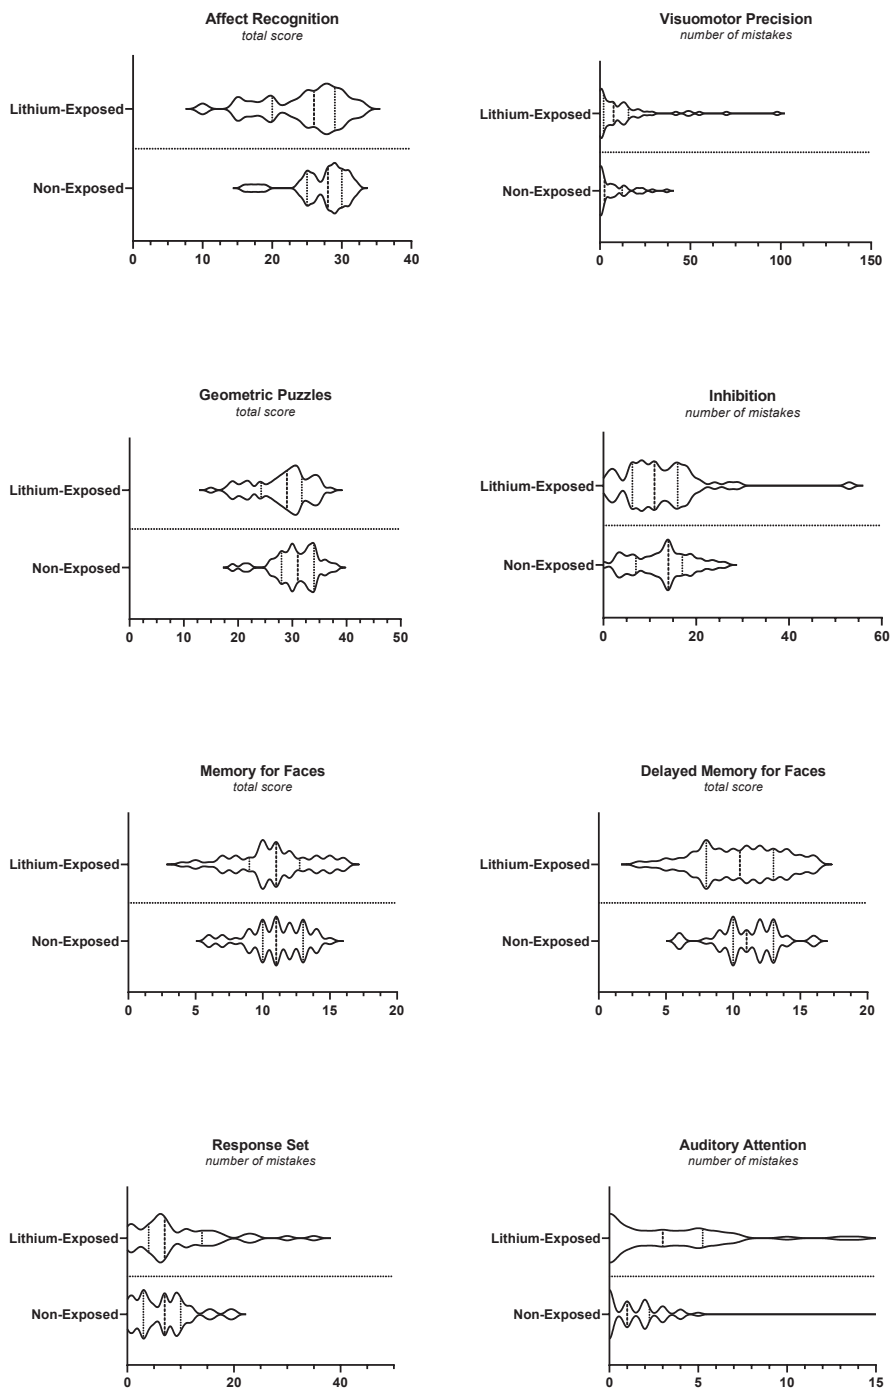 Affect Recognition
total score
Lithium-Exposed
Non-Exposed
0 10 20 30 40
Visuomotor Precision
number of mistakes
Lithium-Exposed
Non-Exposed
0 50 100 150
Geometric Puzzles
total score
Lithium-Exposed
Non-Exposed
0 10 20 30 40 50
Inhibition
number of mistakes
Lithium-Exposed
Non-Exposed
0 20 40 60
Memory for Faces
total score
Lithium-Exposed
Non-Exposed
0 5 10 15 20
Delayed Memory for Faces
total score
Lithium-Exposed
Non-Exposed
0 5 10 15 20
Response Set
number of mistakes
Lithium-Exposed
Non-Exposed
0 20 40
Auditory Attention
number of mistakes
Lithium-Exposed
Non-Exposed
0 5 10 15